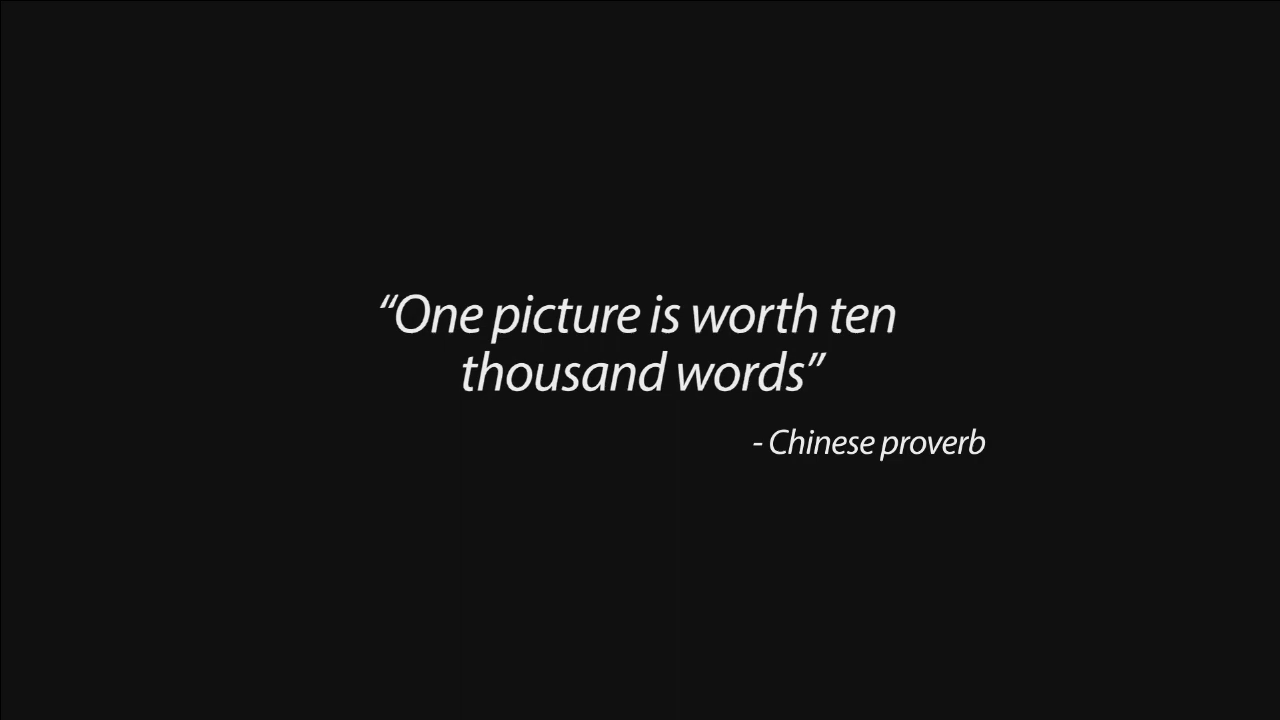 “One picture is worth ten
thousand words”
- Chinese proverb